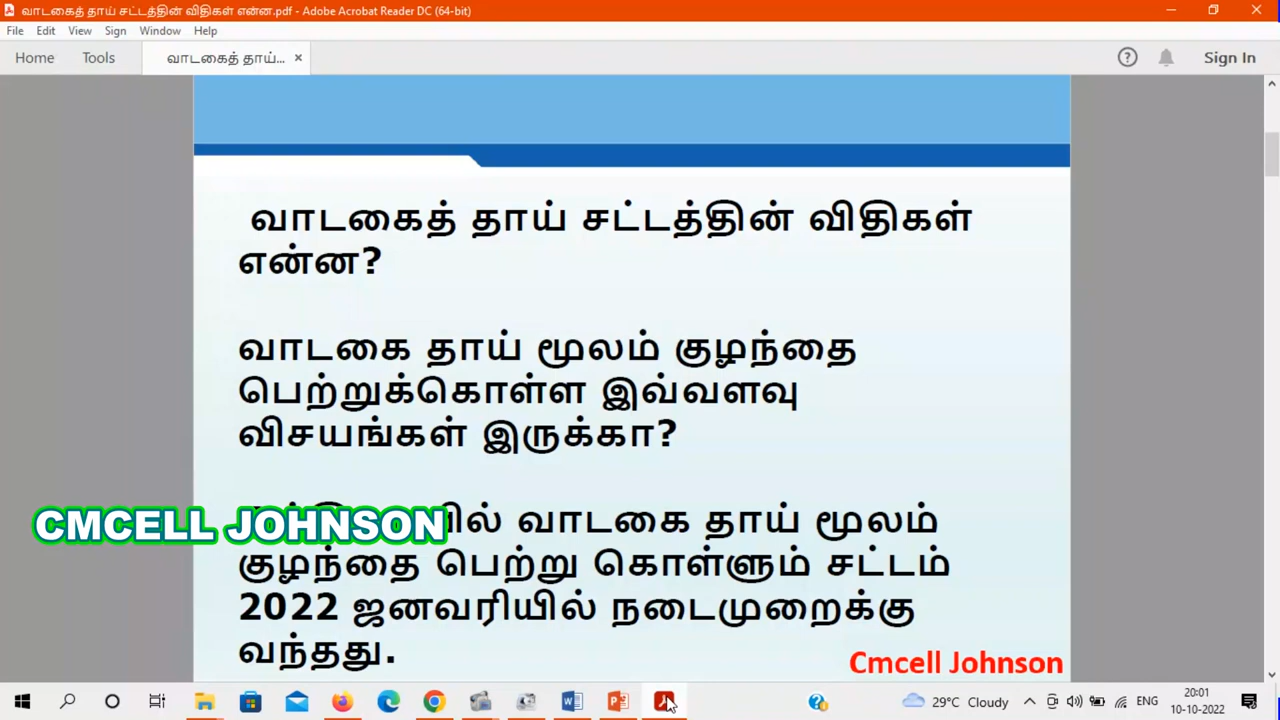 வாடகைத் தாய் சட்டத்தின் விதிகள் என்ன.pdf - Adobe Acrobat Reader DC (64-bit)
File Edit View Sign Window Help
Home Tools வாடகைத் தாய்... × Sign In
வாடகைத் தாய் சட்டத்தின் விதிகள்
என்ன?
வாடகை தாய் மூலம் குழந்தை
பெற்றுக்கொள்ள இவ்வளவு
விசயங்கள் இருக்கா?
வாடகை தாய் மூலம்
CMCELL JOHNSON
குழந்தை பெற்று கொள்ளும் சட்டம்
2022 ஜனவரியில் நடைமுறைக்கு
வந்தது.
Cmcell Johnson
29°C Cloudy ENG 20:01
10-10-2022